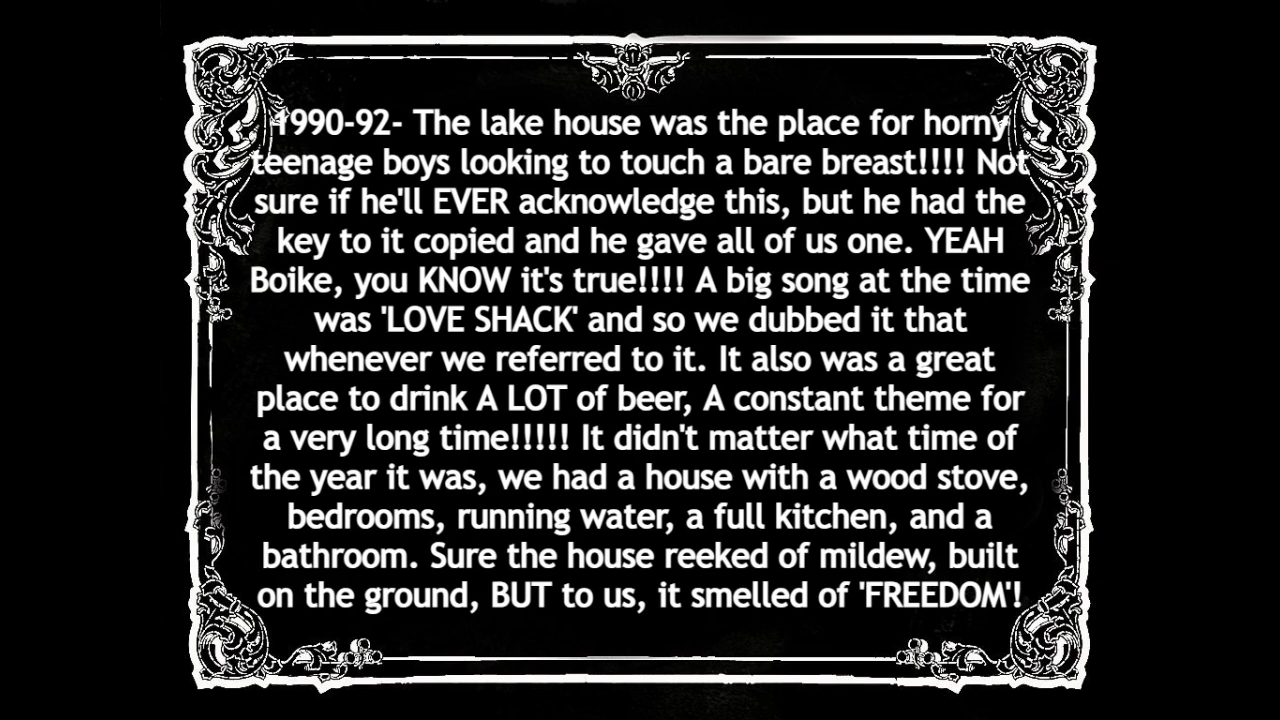 1990-92- The lake house was the place for horny
teenage boys looking to touch a bare breast!!!! Not
sure if he'll EVER acknowledge this, but he had the
key to it copied and he gave all of us one. YEAH
Boike, you KNOW it's true!!!! A big song at the time
was 'LOVE SHACK' and so we dubbed it that
whenever we referred to it. It also was a great
place to drink A LOT of beer, A constant theme for
a very long time!!!!! It didn't matter what time of
the year it was, we had a house with a wood stove,
bedrooms, running water, a full kitchen, and a
bathroom. Sure the house reeked of mildew, built
on the ground, BUT to us, it smelled of 'FREEDOM'!